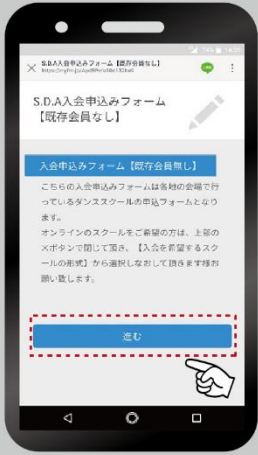 S.D.A入会申込みフォーム【既存会員なし】
S.D.A入会申込みフォーム
【既存会員なし】
入会申込みフォーム【既存会員無し】
こちらの入会申込みフォームは各地の会場で行
っているダンススクールの申込フォームとなり
ます。
オンラインのスクールをご希望の方は、上部の
×ボタンで閉じて頂き、【入会を希望するスク
ールの形式】から選択しなおして頂きます様お
願い致します。
進む